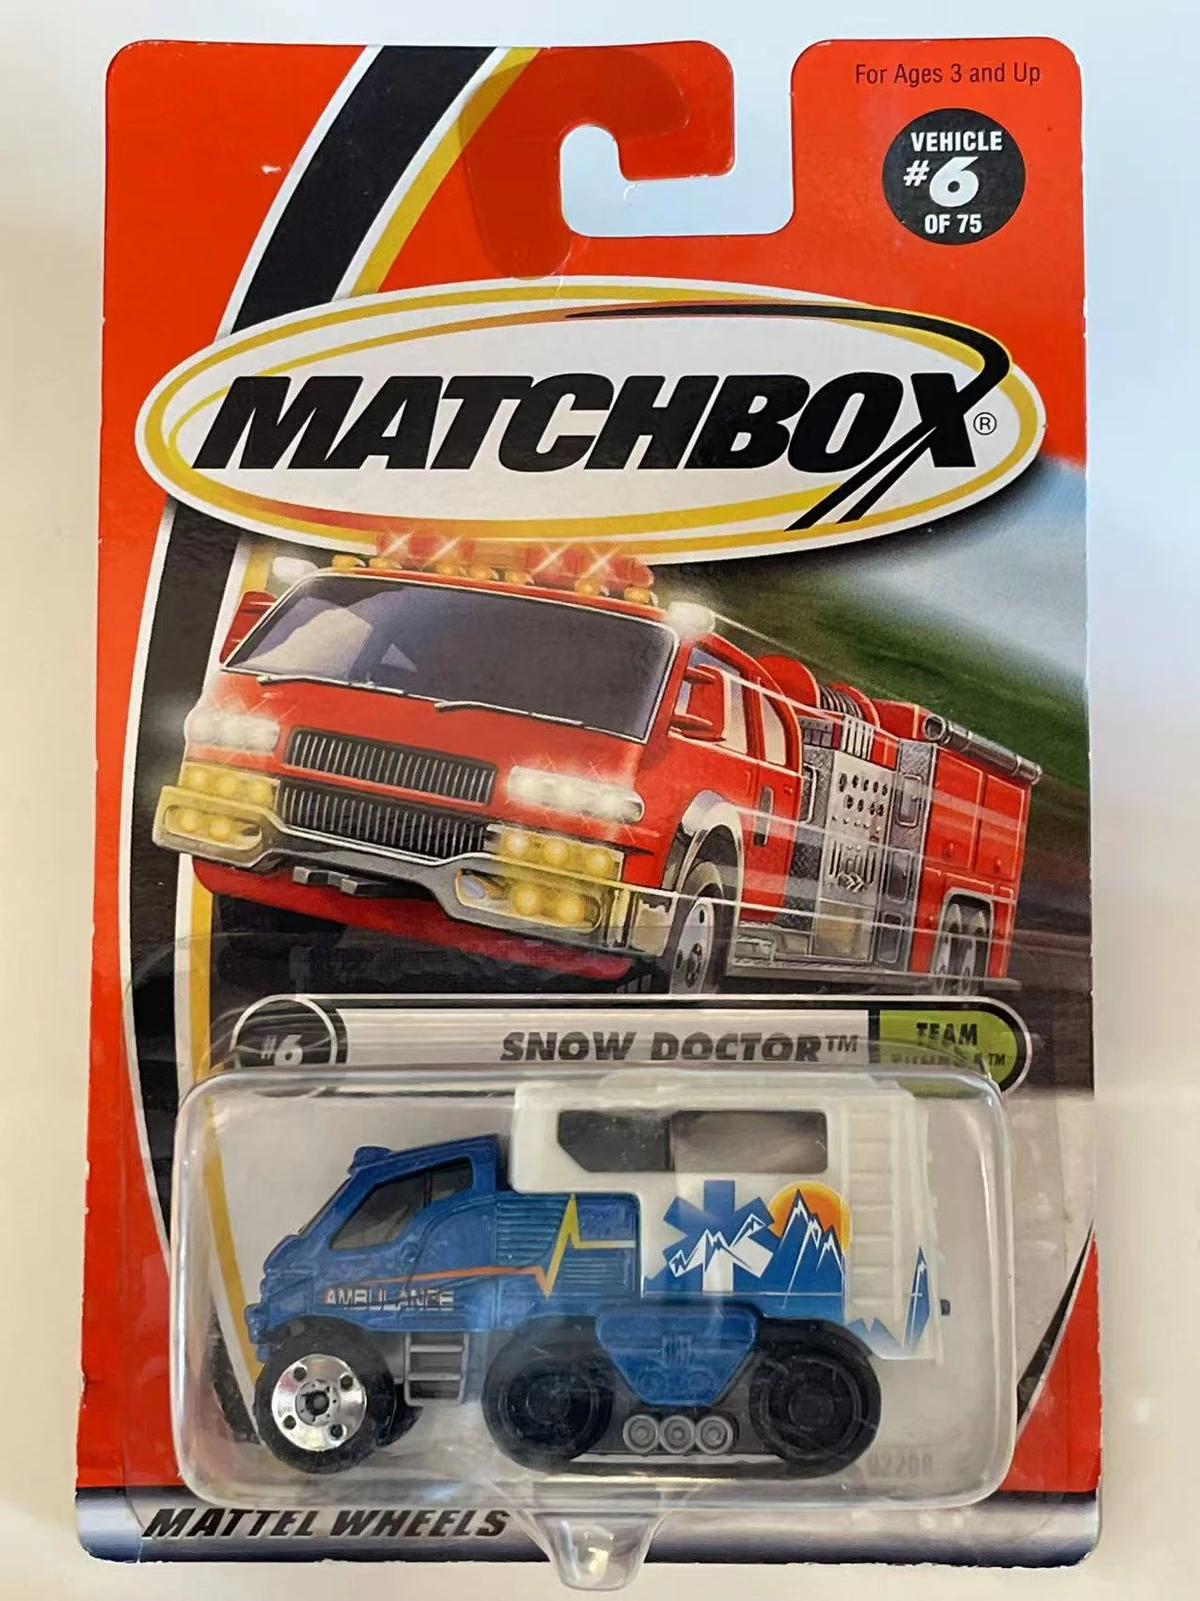 For Ages 3 and Up
VEHICLE
#6
OF 75
MATCHBOX®
#6
SNOW DOCTOR™
TEAM
AMBULANCE
MATTEL WHEELS